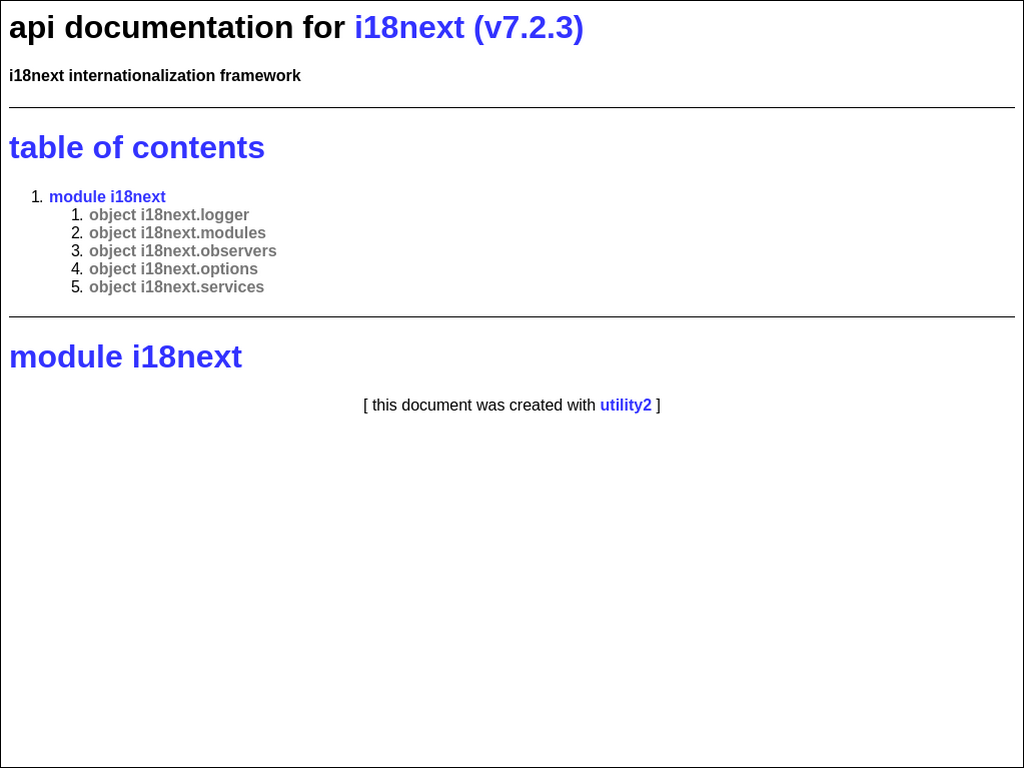 api documentation for i18next (v7.2.3)
i18next internationalization framework
table of contents
1. module i18next
1. object i18next.logger
2. object i18next.modules
3. object i18next.observers
4. object i18next.options
5. object i18next.services
module i18next
[ this document was created with utility2 ]